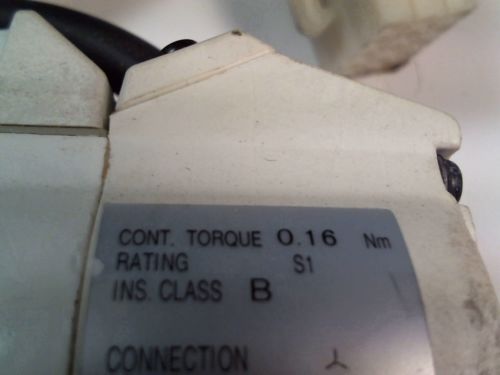 CONT. TORQUE 0.16 Nm
RATING S1
INS. CLASS B
CONNECTION